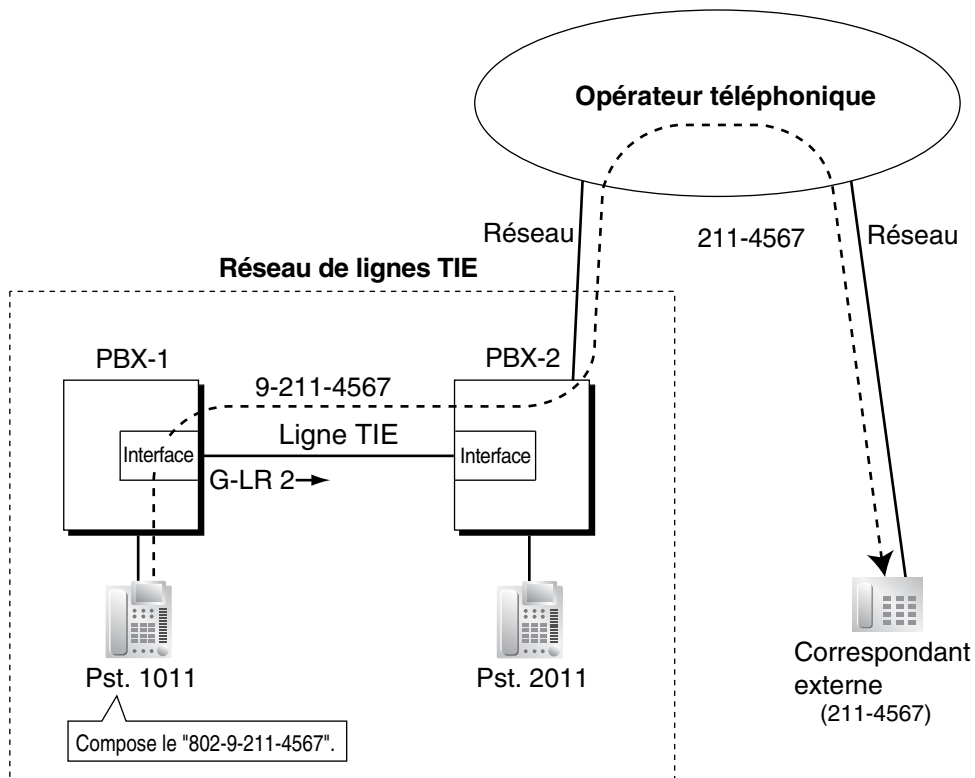 Opérateur téléphonique
Réseau
211-4567
Réseau
Réseau de lignes TIE
PBX-1
PBX-2
9-211-4567
Ligne TIE
Interface
Interface
G-LR 2
Pst. 1011
Pst. 2011
Correspondant
externe
(211-4567)
Compose le "802-9-211-4567".